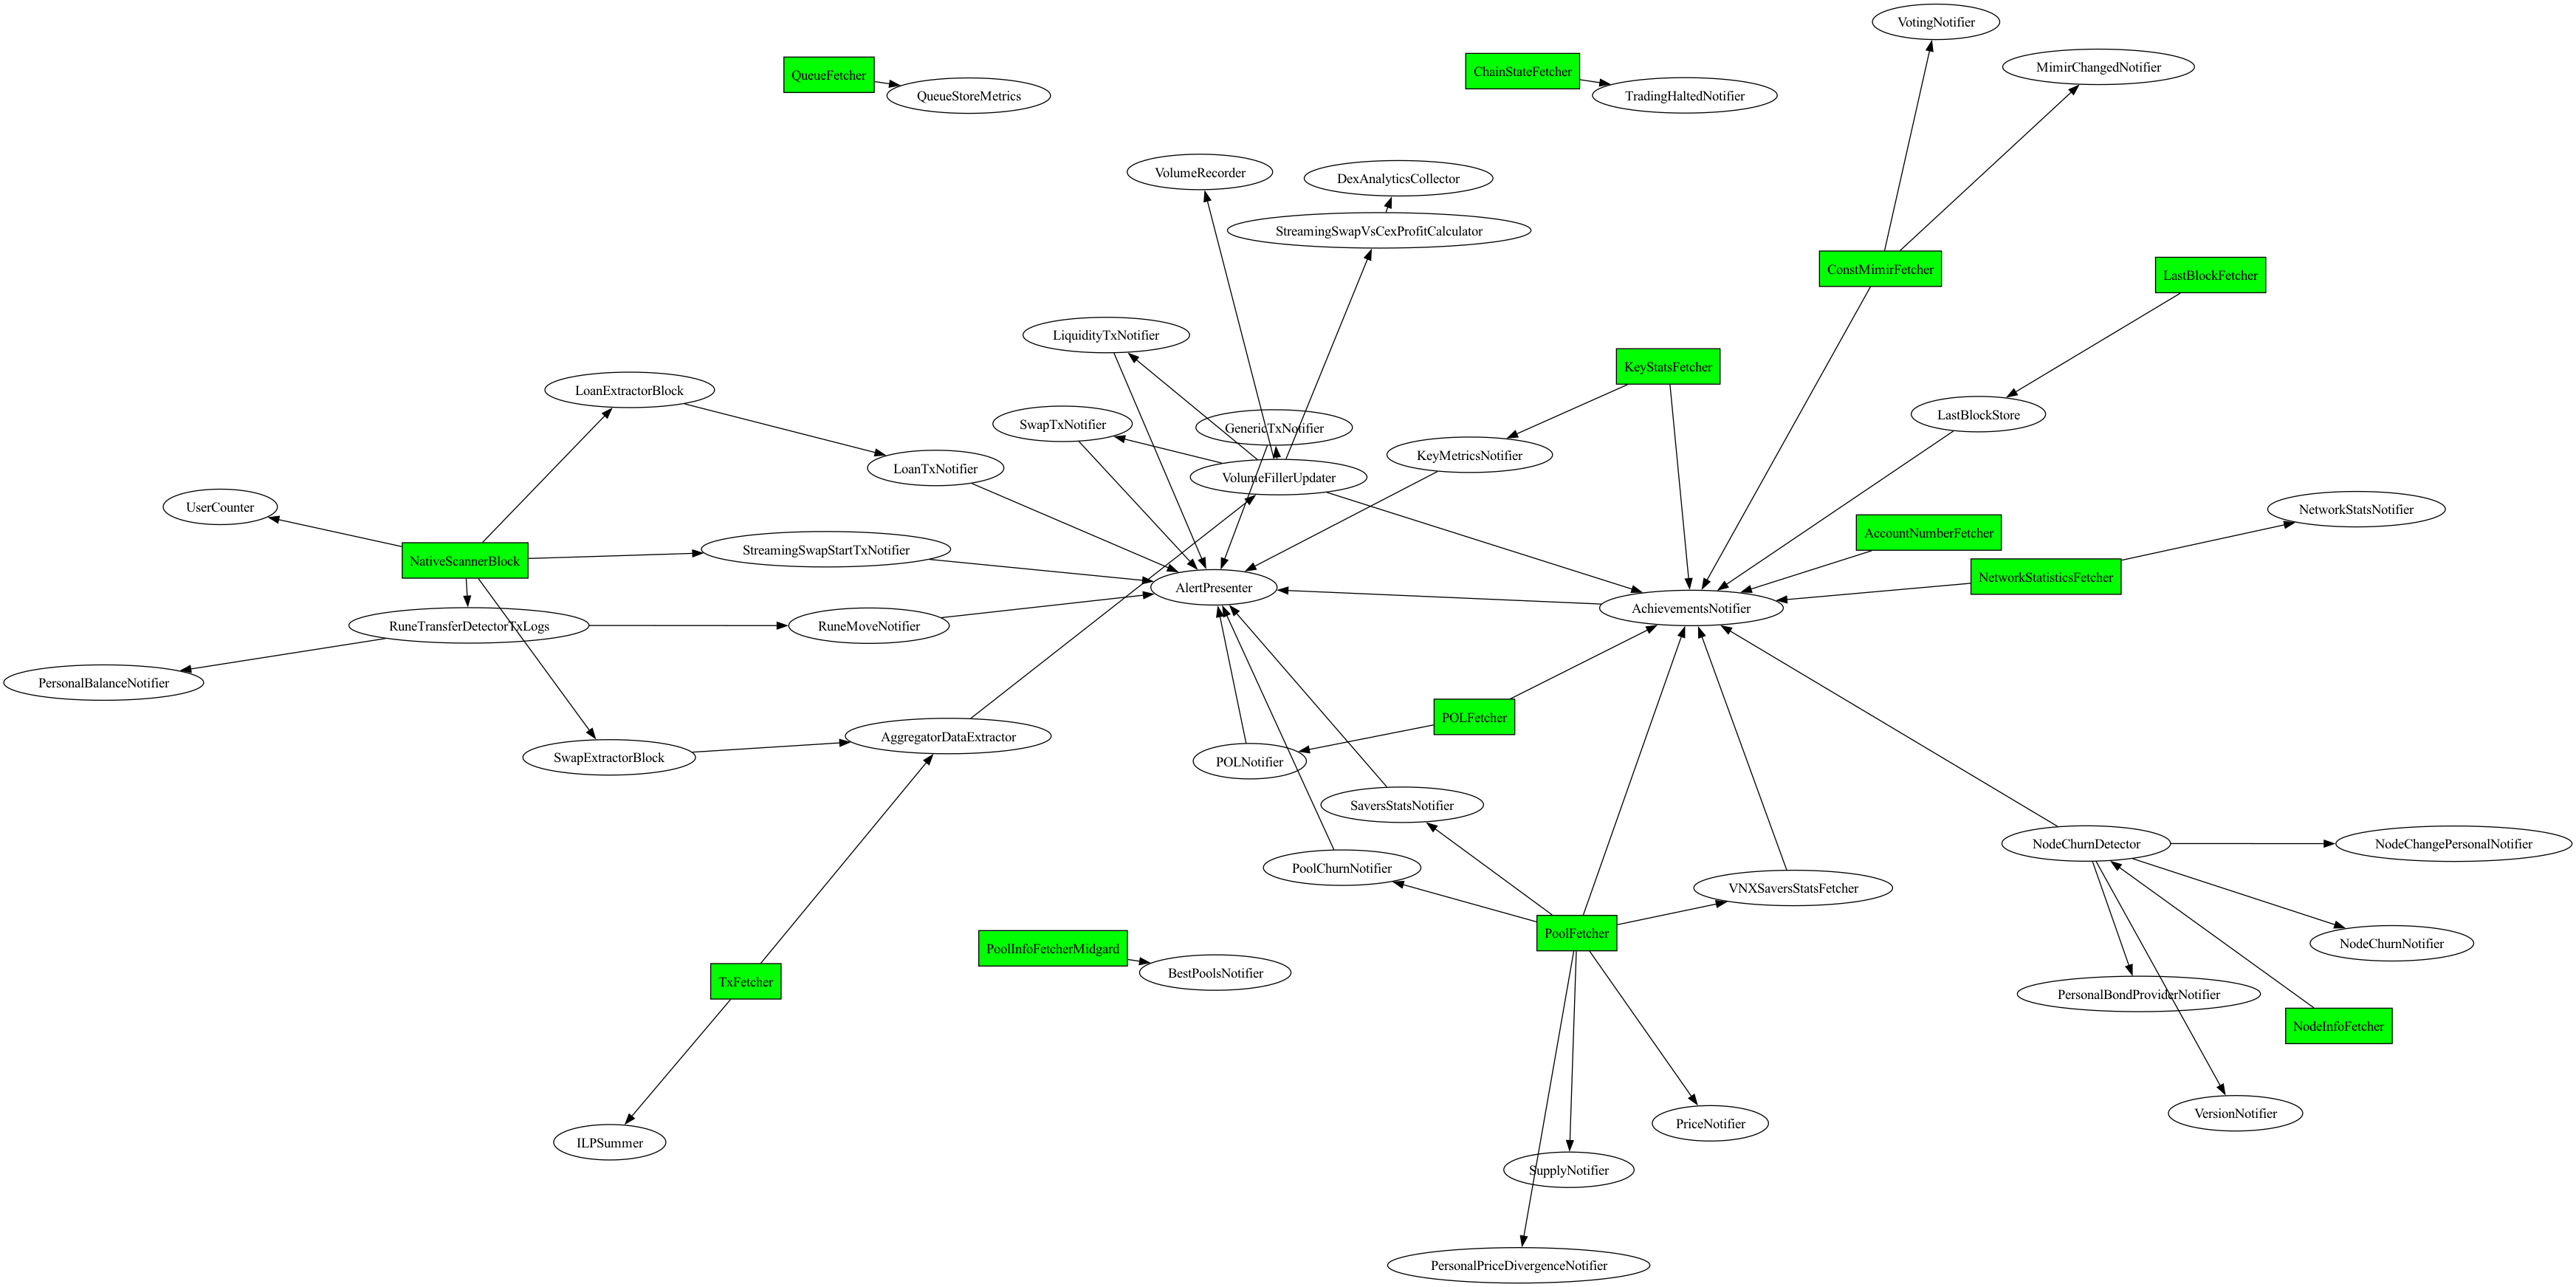 VotingNotifier
MimirChangedNotifier
QueueFetcher
ChainStateFetcher
QueueStoreMetrics
TradingHaltedNotifier
VolumeRecorder
DexAnalyticsCollector
StreamingSwapVsCexProfitCalculator
ConstMimirFetcher
LastBlockFetcher
LiquidityTxNotifier
KeyStatsFetcher
LoanExtractorBlock
LastBlockStore
SwapTxNotifier
GenericTxNotifier
KeyMetricsNotifier
LoanTxNotifier
VolumeFillerUpdater
UserCounter
NetworkStatsNotifier
AccountNumberFetcher
StreamingSwapStartTxNotifier
NativeScannerBlock
NetworkStatisticsFetcher
AlertPresenter
AchievementsNotifier
RuneTransferDetectorTxLogs
RuneMoveNotifier
PersonalBalanceNotifier
POLFetcher
AggregatorDataExtractor
SwapExtractorBlock
POLNotifier
SaversStatsNotifier
NodeChurnDetector
NodeChangePersonalNotifier
PoolChurnNotifier
VNXSaversStatsFetcher
PoolFetcher
NodeChurnNotifier
PoolInfoFetcherMidgard
BestPoolsNotifier
TxFetcher
PersonalBondProviderNotifier
NodeInfoFetcher
VersionNotifier
PriceNotifier
ILPSummer
SupplyNotifier
PersonalPriceDivergenceNotifier